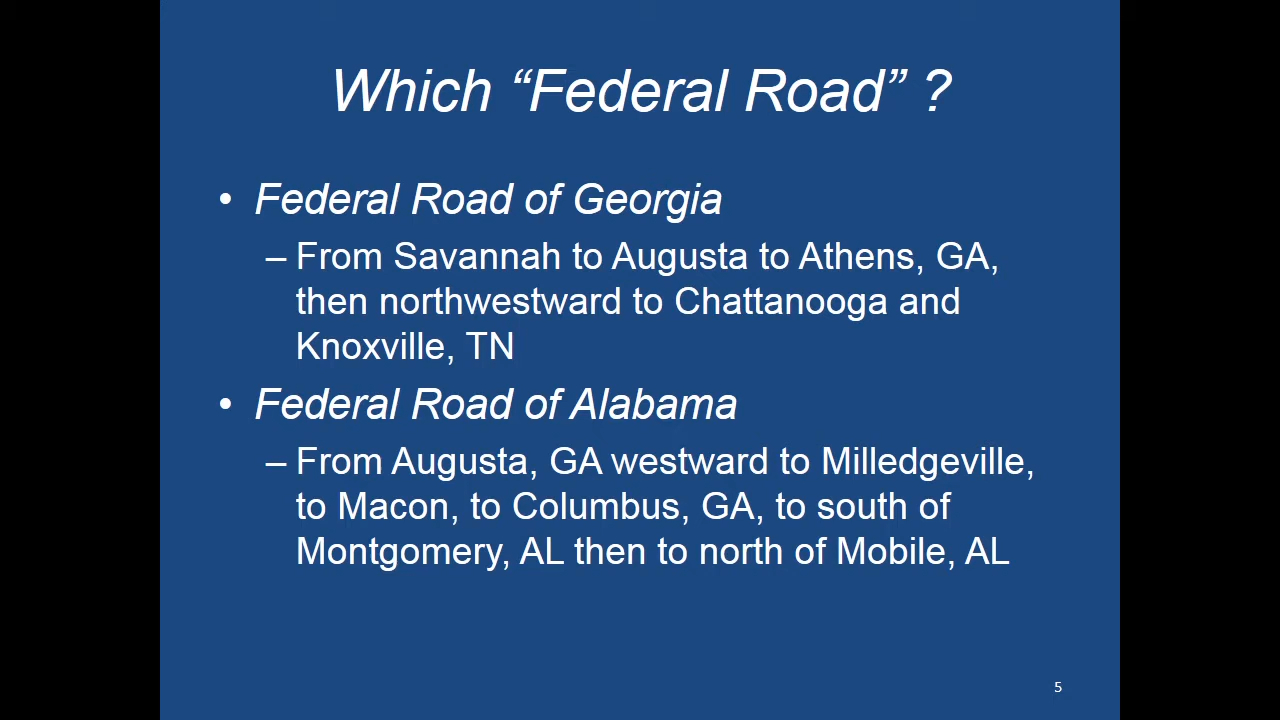 Which “Federal Road” ?
• Federal Road of Georgia
– From Savannah to Augusta to Athens, GA,
then northwestward to Chattanooga and
Knoxville, TN
• Federal Road of Alabama
– From Augusta, GA westward to Milledgeville,
to Macon, to Columbus, GA, to south of
Montgomery, AL then to north of Mobile, AL
5